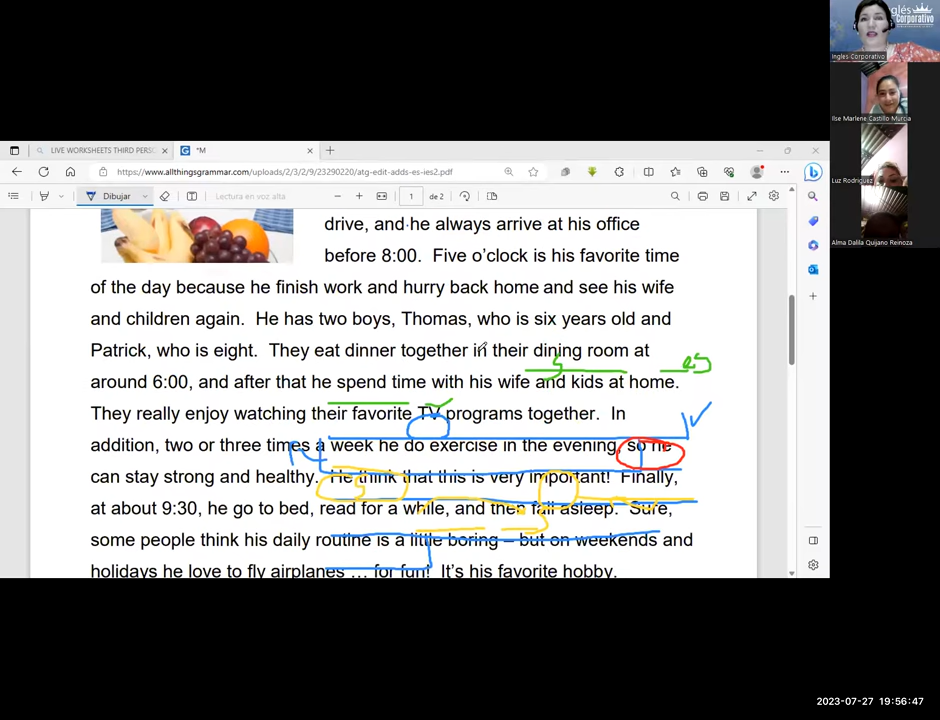 Inglés
Corporativo
Ingles Corporativo
Ilse Marlene Castillo Murcia
Luz Rodriguez
Alma Dalila Quijano Reinoza
LIVE WORKSHEETS THIRD PERS
*M
https://www.allthingsgrammar.com/uploads/2/3/2/9/23290220/atg-edit-adds-es-ies2.pdf
Dibujar
Lectura en voz alta
1
de 2
drive, and he always arrive at his office
before 8:00. Five o'clock is his favorite time
of the day because he finish work and hurry back home and see his wife
and children again. He has two boys, Thomas, who is six years old and
Patrick, who is eight. They eat dinner together in their dining room at
around 6:00, and after that he spend time with his wife and kids at home.
They really enjoy watching their favorite TV programs together. In
addition, two or three times a week he do exercise in the evening, so he
can stay strong and healthy. He think that this is very important! Finally,
at about 9:30, he go to bed, read for a while, and then fall asleep. Sure,
some people think his daily routine is a little boring – but on weekends and
holidays he love to fly airplanes … for fun! It's his favorite hobby.
s
es
s
2023-07-27 19:56:47